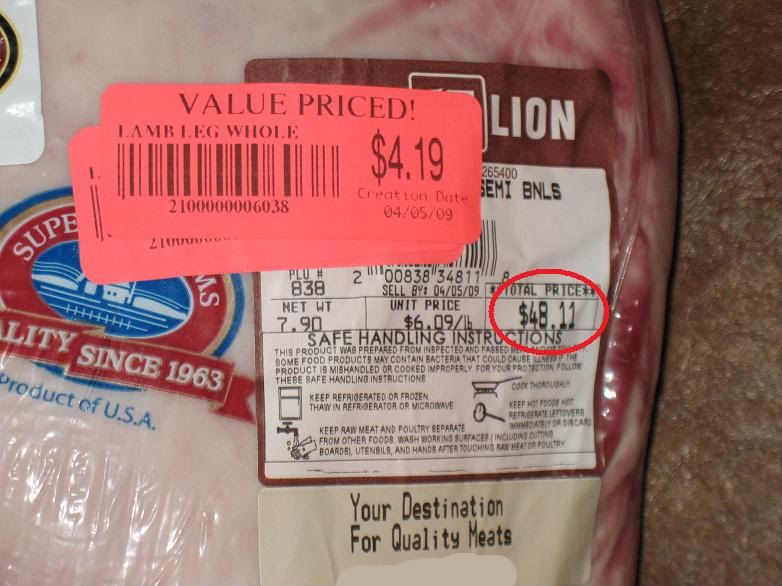 VALUE PRICED!
LAMB LEG WHOLE
$4.19
Creation Date
04/05/09
2100000006038
LION
265400
SEMI BNLS
PLU #
838
2 00838 34811 8
SELL BY: 04/05/09
*TOTAL PRICE**
NET WT
7.90
UNIT PRICE
$6.09/lb
$48.11
SAFE HANDLING INSTRUCTIONS
THIS PRODUCT WAS PREPARED FROM INSPECTED AND PASSED
SOME FOOD PRODUCTS MAY CONTAIN BACTERIA THAT COULD CAUSE ILLNESS IF THE
PRODUCT IS MISHANDLED OR COOKED IMPROPERLY. FOR YOUR PROTECTION, FOLLOW
THESE SAFE HANDLING INSTRUCTIONS
KEEP REFRIGERATED OR FROZEN.
THAW IN REFRIGERATOR OR MICROWAVE.
COOK THOROUGHLY.
KEEP HOT FOODS HOT
REFRIGERATE LEFTOVERS
IMMEDIATELY OR DISCARD
KEEP RAW MEAT AND POULTRY SEPARATE
FROM OTHER FOODS. WASH WORKING SURFACES (INCLUDING CUTTING
BOARDS), UTENSILS, AND HANDS AFTER TOUCHING RAW MEAT OR POULTRY
Your Destination
For Quality Meats
SUPE
MS
LITY SINCE 1963
Product of U.S.A.